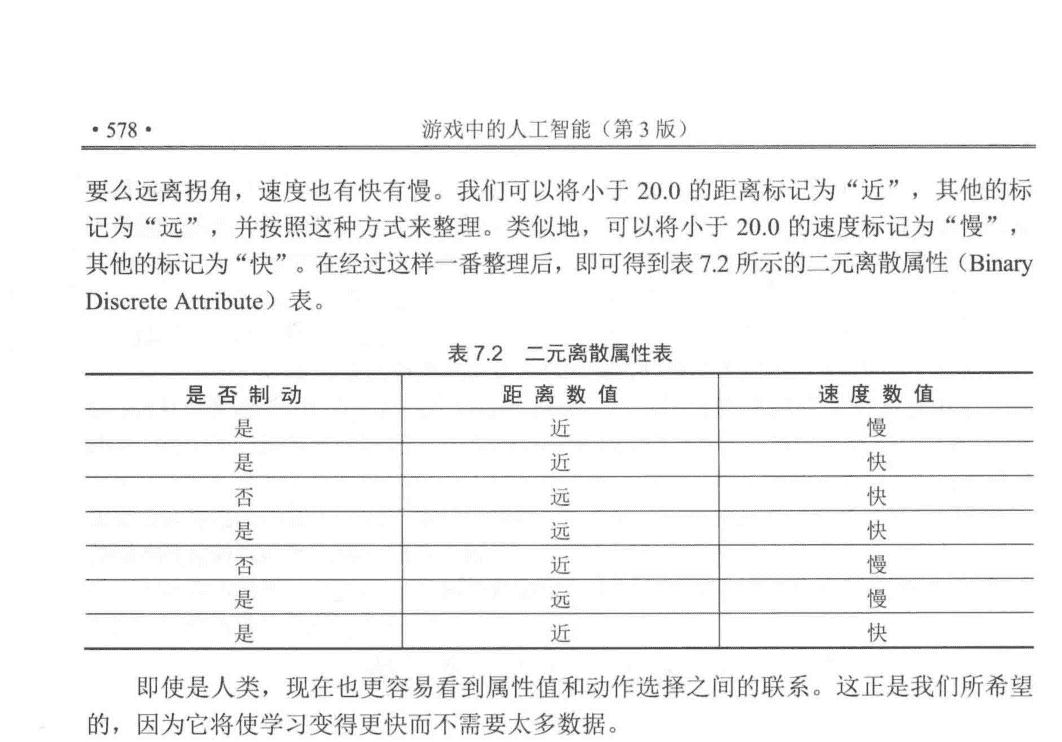 •578•
游戏中的人工智能（第 3 版）
要么远离拐角，速度也有快有慢。我们可以将小于 20.0 的距离标记为“近”，其他的标
记为“远”，并按照这种方式来整理。类似地，可以将小于 20.0 的速度标记为“慢”，
其他的标记为“快”。在经过这样一番整理后，即可得到表 7.2 所示的二元离散属性（Binary
Discrete Attribute）表。
表 7.2 二元离散属性表
是否制动 距离数值 速度数值
是 近 慢
是 近 快
否 远 快
是 远 快
否 近 慢
是 远 慢
是 近 快
即使是人类，现在也更容易看到属性值和动作选择之间的联系。这正是我们所希望
的，因为它将使学习变得更快而不需要太多数据。